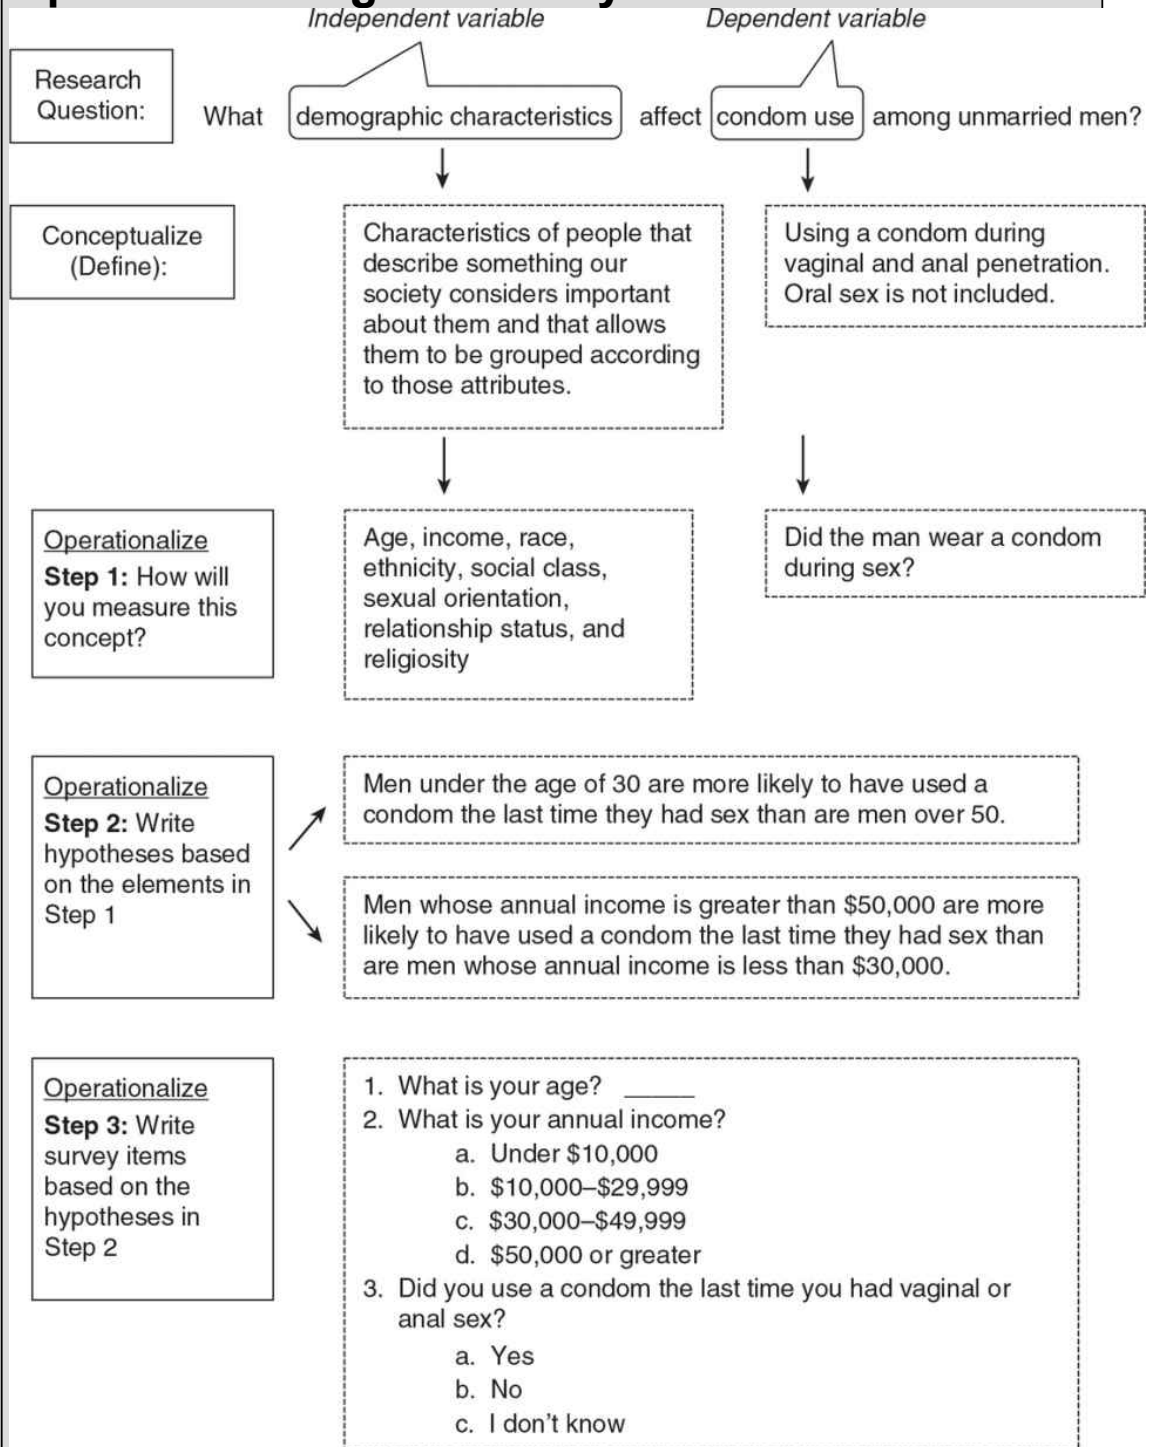 Independent variable
Dependent variable
Research
Question:
What demographic characteristics affect condom use among unmarried men?
Conceptualize
(Define):
Characteristics of people that
describe something our
society considers important
about them and that allows
them to be grouped according
to those attributes.
Using a condom during
vaginal and anal penetration.
Oral sex is not included.
Operationalize
Step 1: How will
you measure this
concept?
Age, income, race,
ethnicity, social class,
sexual orientation,
relationship status, and
religiosity
Did the man wear a condom
during sex?
Operationalize
Step 2: Write
hypotheses based
on the elements in
Step 1
Men under the age of 30 are more likely to have used a
condom the last time they had sex than are men over 50.
Men whose annual income is greater than $50,000 are more
likely to have used a condom the last time they had sex than
are men whose annual income is less than $30,000.
Operationalize
Step 3: Write
survey items
based on the
hypotheses in
Step 2
1. What is your age? _____
2. What is your annual income?
a. Under $10,000
b. $10,000–$29,999
c. $30,000–$49,999
d. $50,000 or greater
3. Did you use a condom the last time you had vaginal or
anal sex?
a. Yes
b. No
c. I don’t know